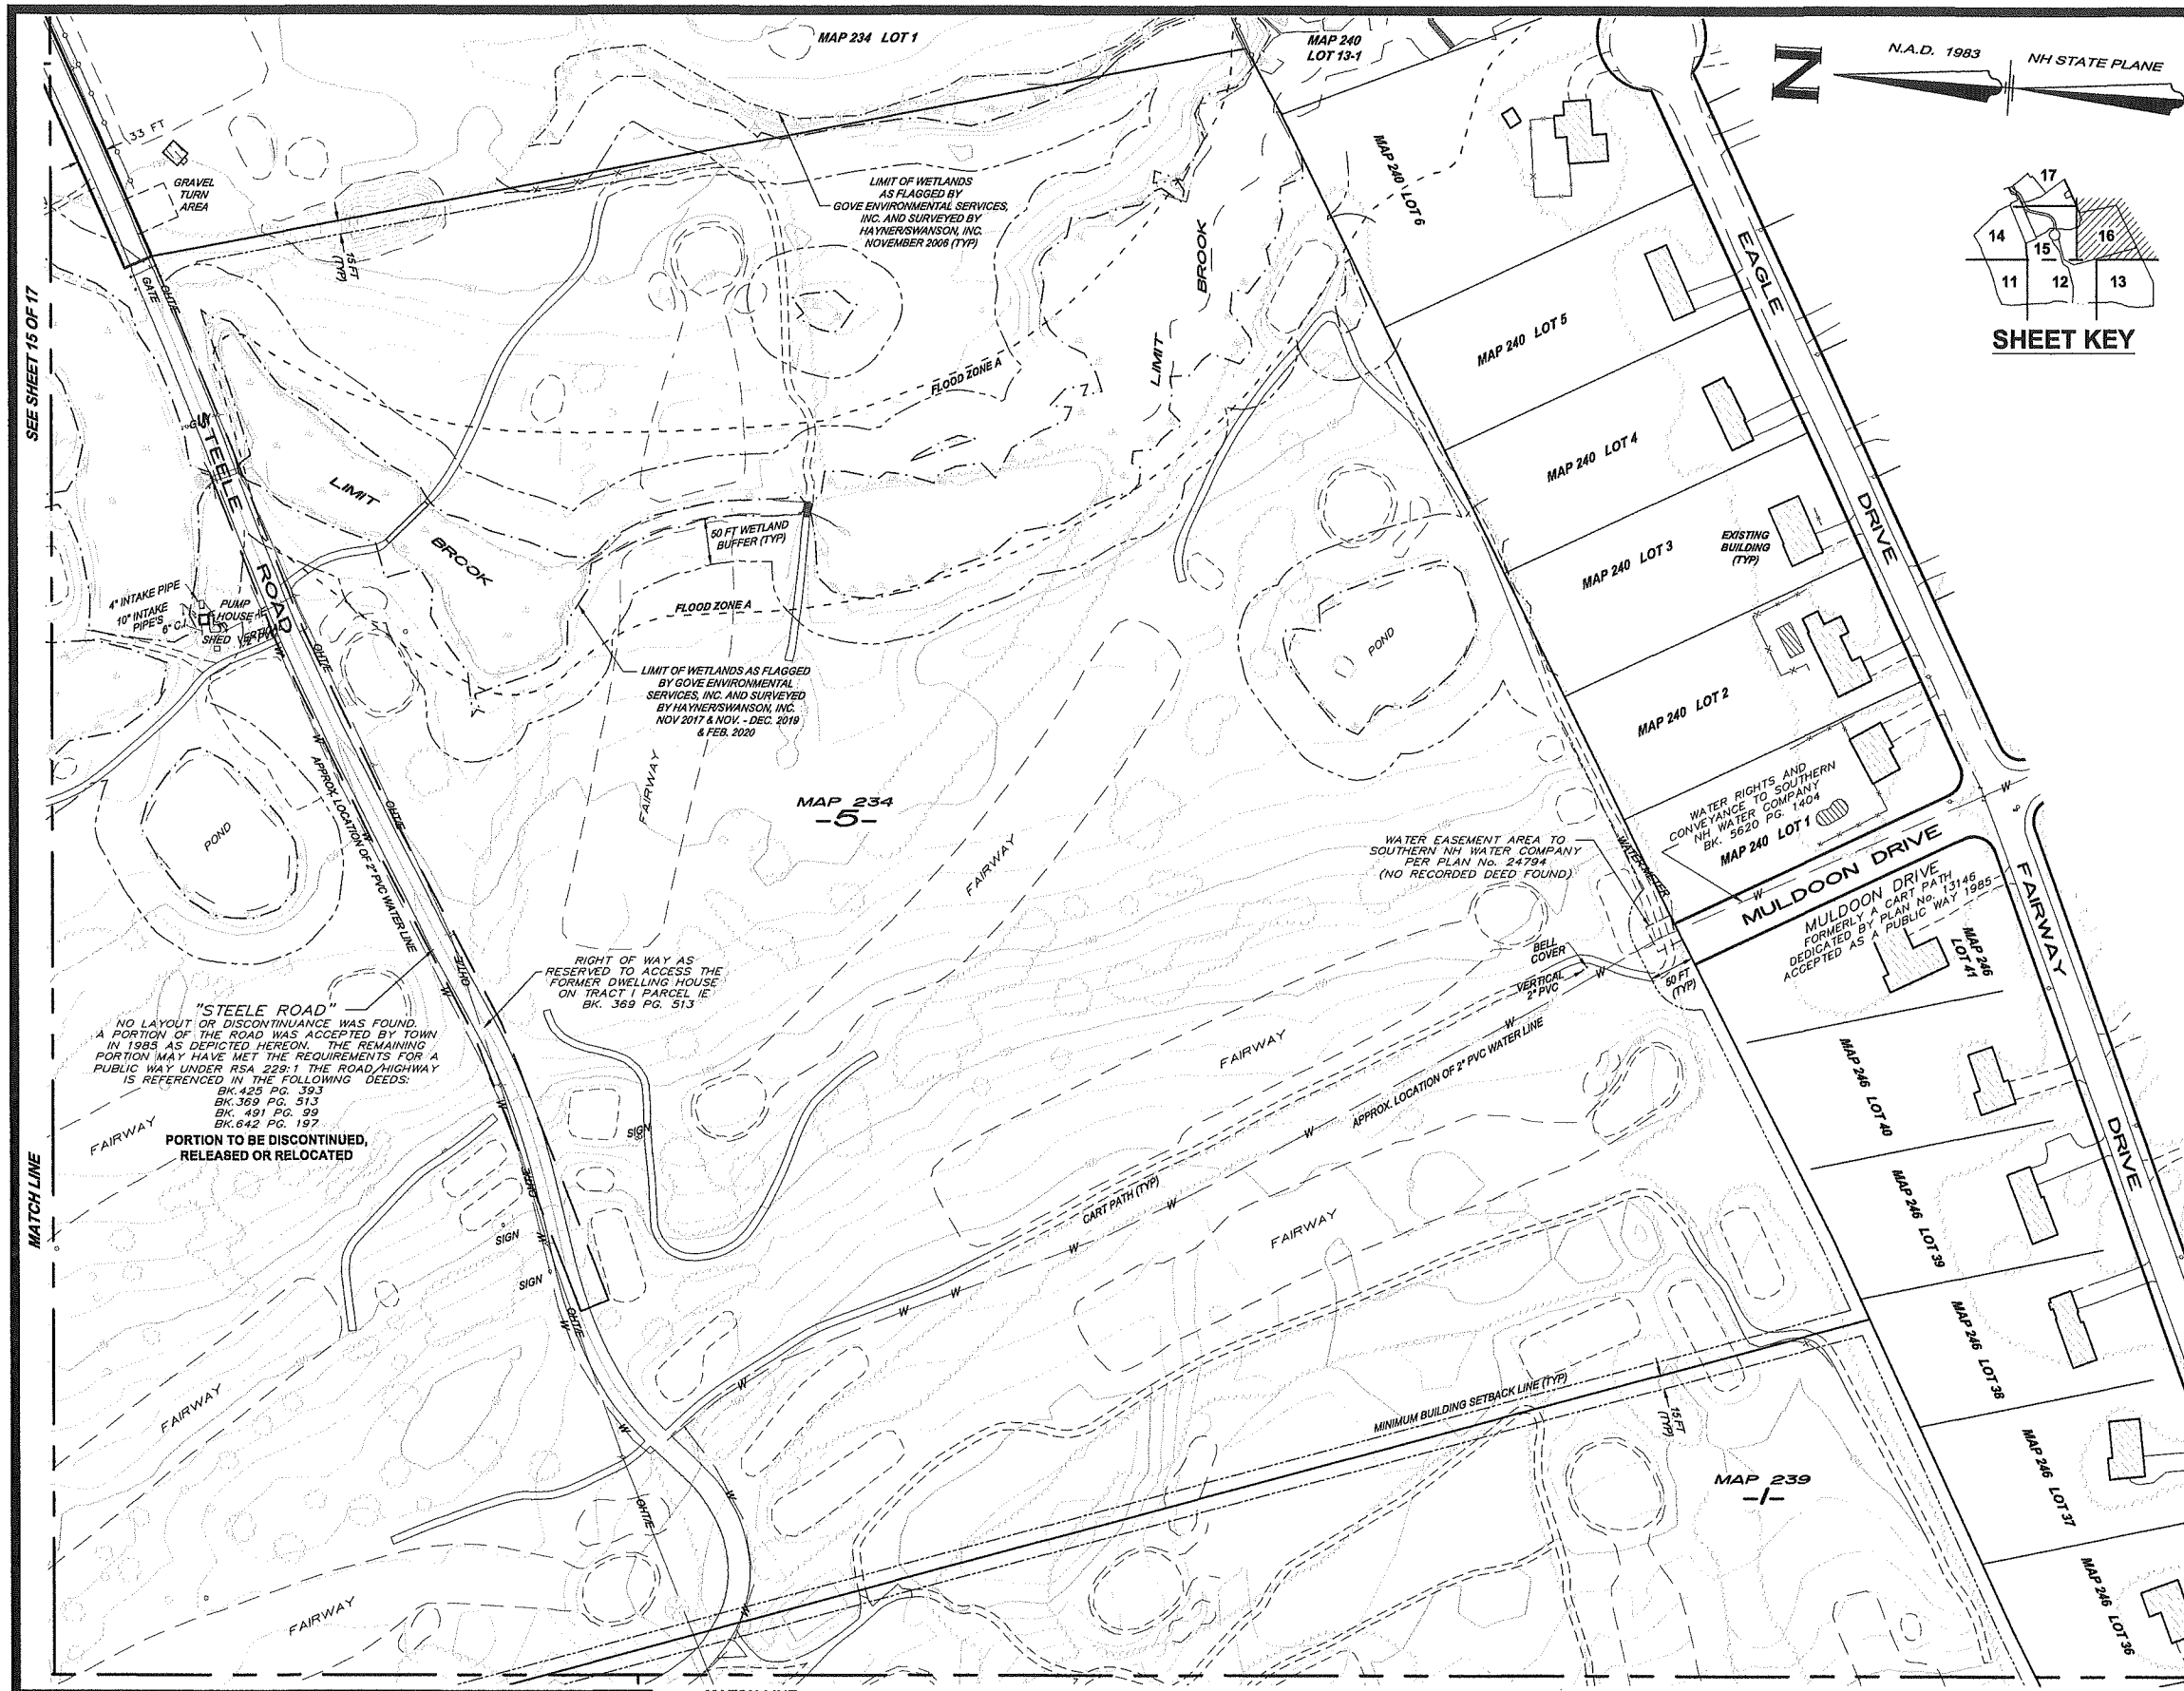 MAP 234 LOT 1
MAP 240
LOT 13-1
N
N.A.D. 1983
NH STATE PLANE
17
14
15
16
11
12
13
SHEET KEY
33 FT
GRAVEL
TURN
AREA
15 FT
(TYP)
GATE
OHT/E
LIMIT OF WETLANDS
AS FLAGGED BY
GOVE ENVIRONMENTAL SERVICES,
INC. AND SURVEYED BY
HAYNER/SWANSON, INC.
NOVEMBER 2006 (TYP)
SEE SHEET 15 OF 17
STEELE ROAD
LIMIT
BROOK
LIMIT
BROOK
FLOOD ZONE A
50 FT WETLAND
BUFFER (TYP)
FLOOD ZONE A
4" INTAKE PIPE
10" INTAKE
PIPE'S
6" C.I.
PUMP
HOUSE
SHED
W
OHT/E
LIMIT OF WETLANDS AS FLAGGED
BY GOVE ENVIRONMENTAL
SERVICES, INC. AND SURVEYED
BY HAYNER/SWANSON, INC.
NOV 2017 & NOV. - DEC. 2019
& FEB. 2020
MAP 240 LOT 6
MAP 240 LOT 5
MAP 240 LOT 4
MAP 240 LOT 3
EXISTING
BUILDING
(TYP)
MAP 240 LOT 2
EAGLE
DRIVE
POND
POND
W
APPROX. LOCATION OF 2" PVC WATER LINE
W
OHT/E
FAIRWAY
MAP 234
-5-
FAIRWAY
WATER RIGHTS AND
CONVEYANCE TO SOUTHERN
NH WATER COMPANY
BK. 5620 PG. 1404
MAP 240 LOT 1
W
WATER EASEMENT AREA TO
SOUTHERN NH WATER COMPANY
PER PLAN No. 24794
(NO RECORDED DEED FOUND)
WATER METER
W
MULDOON DRIVE
MULDOON DRIVE
FORMERLY A CART PATH
DEDICATED BY PLAN No. 13146
ACCEPTED AS A PUBLIC WAY 1985
MAP 246
LOT 41
FAIRWAY
DRIVE
BELL
COVER
VERTICAL
2" PVC
W
50 FT
(TYP)
W
APPROX. LOCATION OF 2" PVC WATER LINE
FAIRWAY
RIGHT OF WAY AS
RESERVED TO ACCESS THE
FORMER DWELLING HOUSE
ON TRACT I PARCEL IE
BK. 369 PG. 513
OHT/E
W
"STEELE ROAD"
NO LAYOUT OR DISCONTINUANCE WAS FOUND.
A PORTION OF THE ROAD WAS ACCEPTED BY TOWN
IN 1985 AS DEPICTED HEREON. THE REMAINING
PORTION MAY HAVE MET THE REQUIREMENTS FOR A
PUBLIC WAY UNDER RSA 229:1 THE ROAD/HIGHWAY
IS REFERENCED IN THE FOLLOWING DEEDS:
BK.425 PG. 393
BK.369 PG. 513
BK. 491 PG. 99
BK.642 PG. 197
PORTION TO BE DISCONTINUED,
RELEASED OR RELOCATED
FAIRWAY
MATCH LINE
W
SIGN
OHT/E
W
SIGN
SIGN
OHT/E
W
W
CART PATH (TYP)
W
W
W
W
FAIRWAY
MAP 246 LOT 40
MAP 246 LOT 39
MAP 246 LOT 38
MAP 246 LOT 37
MAP 246 LOT 36
MINIMUM BUILDING SETBACK LINE (TYP)
15 FT
(TYP)
MAP 239
-1-
FAIRWAY
W
W
W
OHT/E
W
FAIRWAY